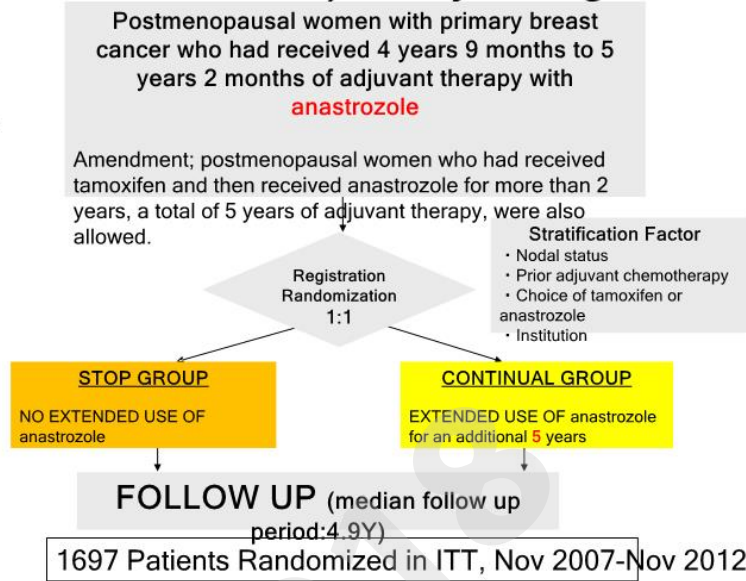 Postmenopausal women with primary breast
cancer who had received 4 years 9 months to 5
years 2 months of adjuvant therapy with
anastrozole
Amendment; postmenopausal women who had received
tamoxifen and then received anastrozole for more than 2
years, a total of 5 years of adjuvant therapy, were also
allowed.
Stratification Factor
・Nodal status
・Prior adjuvant chemotherapy
・Choice of tamoxifen or
anastrozole
・Institution
Registration
Randomization
1:1
STOP GROUP
NO EXTENDED USE OF
anastrozole
CONTINUAL GROUP
EXTENDED USE OF anastrozole
for an additional 5 years
FOLLOW UP (median follow up
period:4.9Y)
1697 Patients Randomized in ITT, Nov 2007-Nov 2012